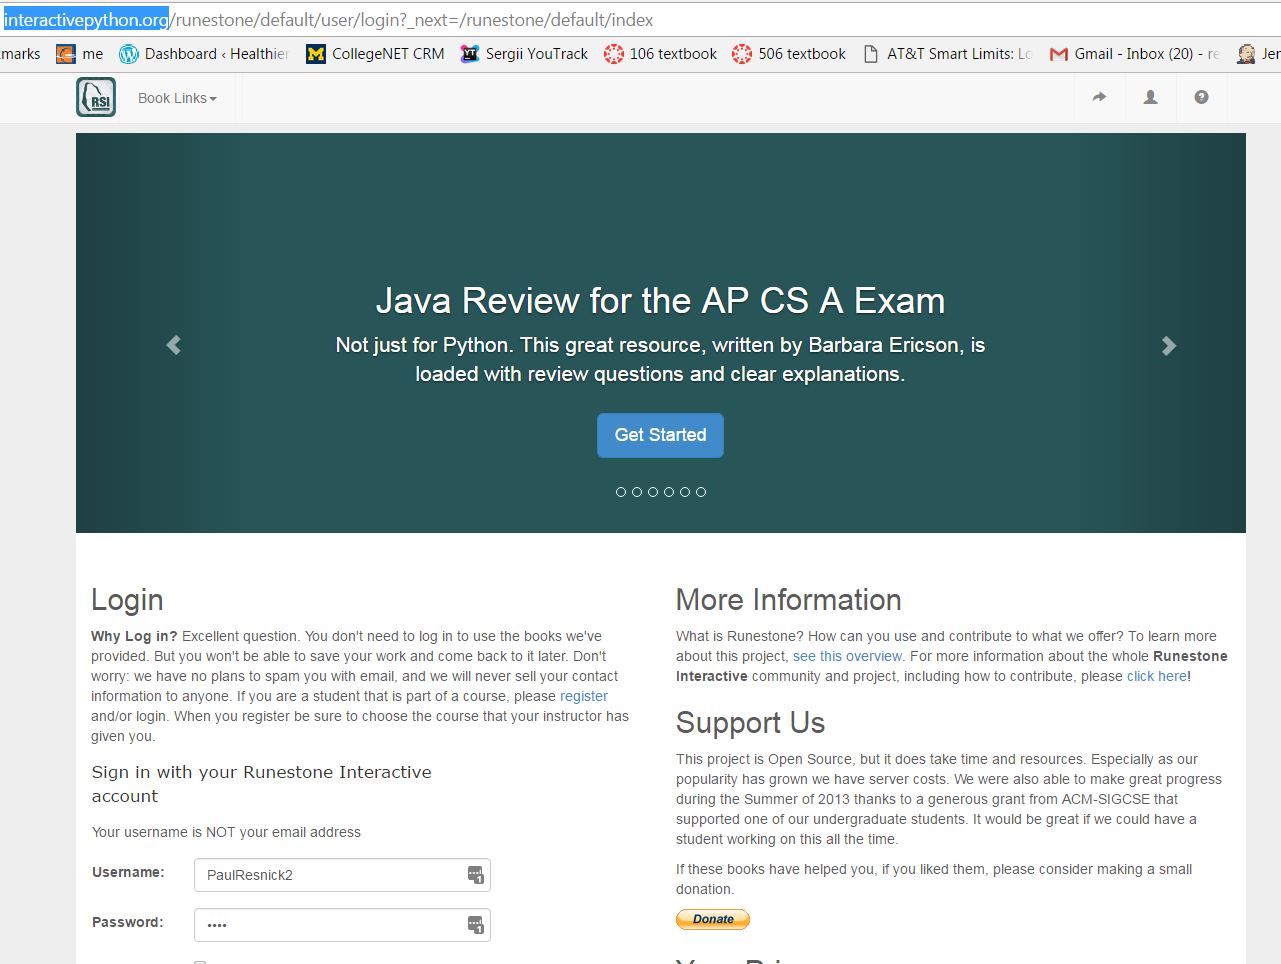 interactivepython.org/runestone/default/user/login?_next=/runestone/default/index
kmarks me Dashboard ‹ Healthier CollegeNET CRM Sergii YouTrack 106 textbook 506 textbook AT&T Smart Limits: Lo Gmail - Inbox (20) - re Jer
RSI Book Links
Java Review for the AP CS A Exam
Not just for Python. This great resource, written by Barbara Ericson, is
loaded with review questions and clear explanations.
Get Started
Login
Why Log in? Excellent question. You don't need to log in to use the books we've
provided. But you won't be able to save your work and come back to it later. Don't
worry: we have no plans to spam you with email, and we will never sell your contact
information to anyone. If you are a student that is part of a course, please register
and/or login. When you register be sure to choose the course that your instructor has
given you.
Sign in with your Runestone Interactive
account
Your username is NOT your email address
Username: PaulResnick2 1
Password: •••• 1
More Information
What is Runestone? How can you use and contribute to what we offer? To learn more
about this project, see this overview. For more information about the whole Runestone
Interactive community and project, including how to contribute, please click here!
Support Us
This project is Open Source, but it does take time and resources. Especially as our
popularity has grown we have server costs. We were also able to make great progress
during the Summer of 2013 thanks to a generous grant from ACM-SIGCSE that
supported one of our undergraduate students. It would be great if we could have a
student working on this all the time.
If these books have helped you, if you liked them, please consider making a small
donation.
Donate